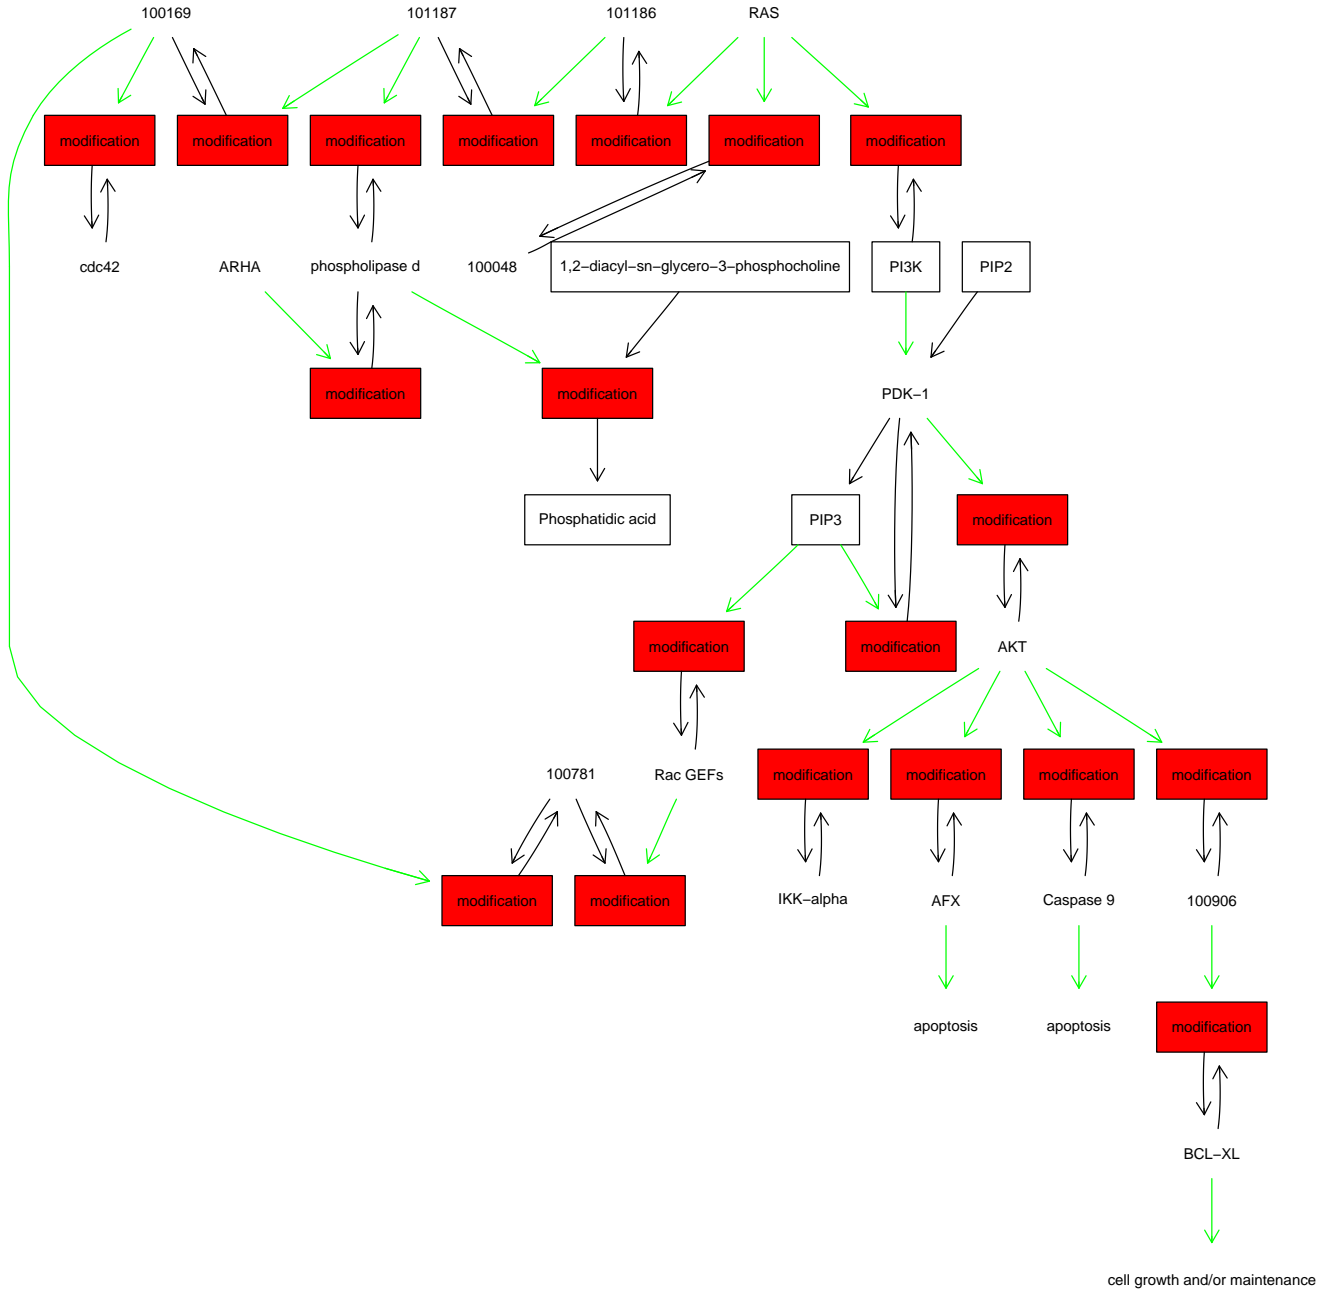 100169
101187
101186
RAS
modification
modification
modification
modification
modification
modification
modification
cdc42
ARHA
phospholipase d
100048
1,2−diacyl−sn−glycero−3−phosphocholine
PI3K
PIP2
modification
modification
PDK−1
Phosphatidic acid
PIP3
modification
modification
modification
AKT
100781
Rac GEFs
modification
modification
modification
modification
modification
modification
IKK−alpha
AFX
Caspase 9
100906
apoptosis
apoptosis
modification
BCL−XL
cell growth and/or maintenance